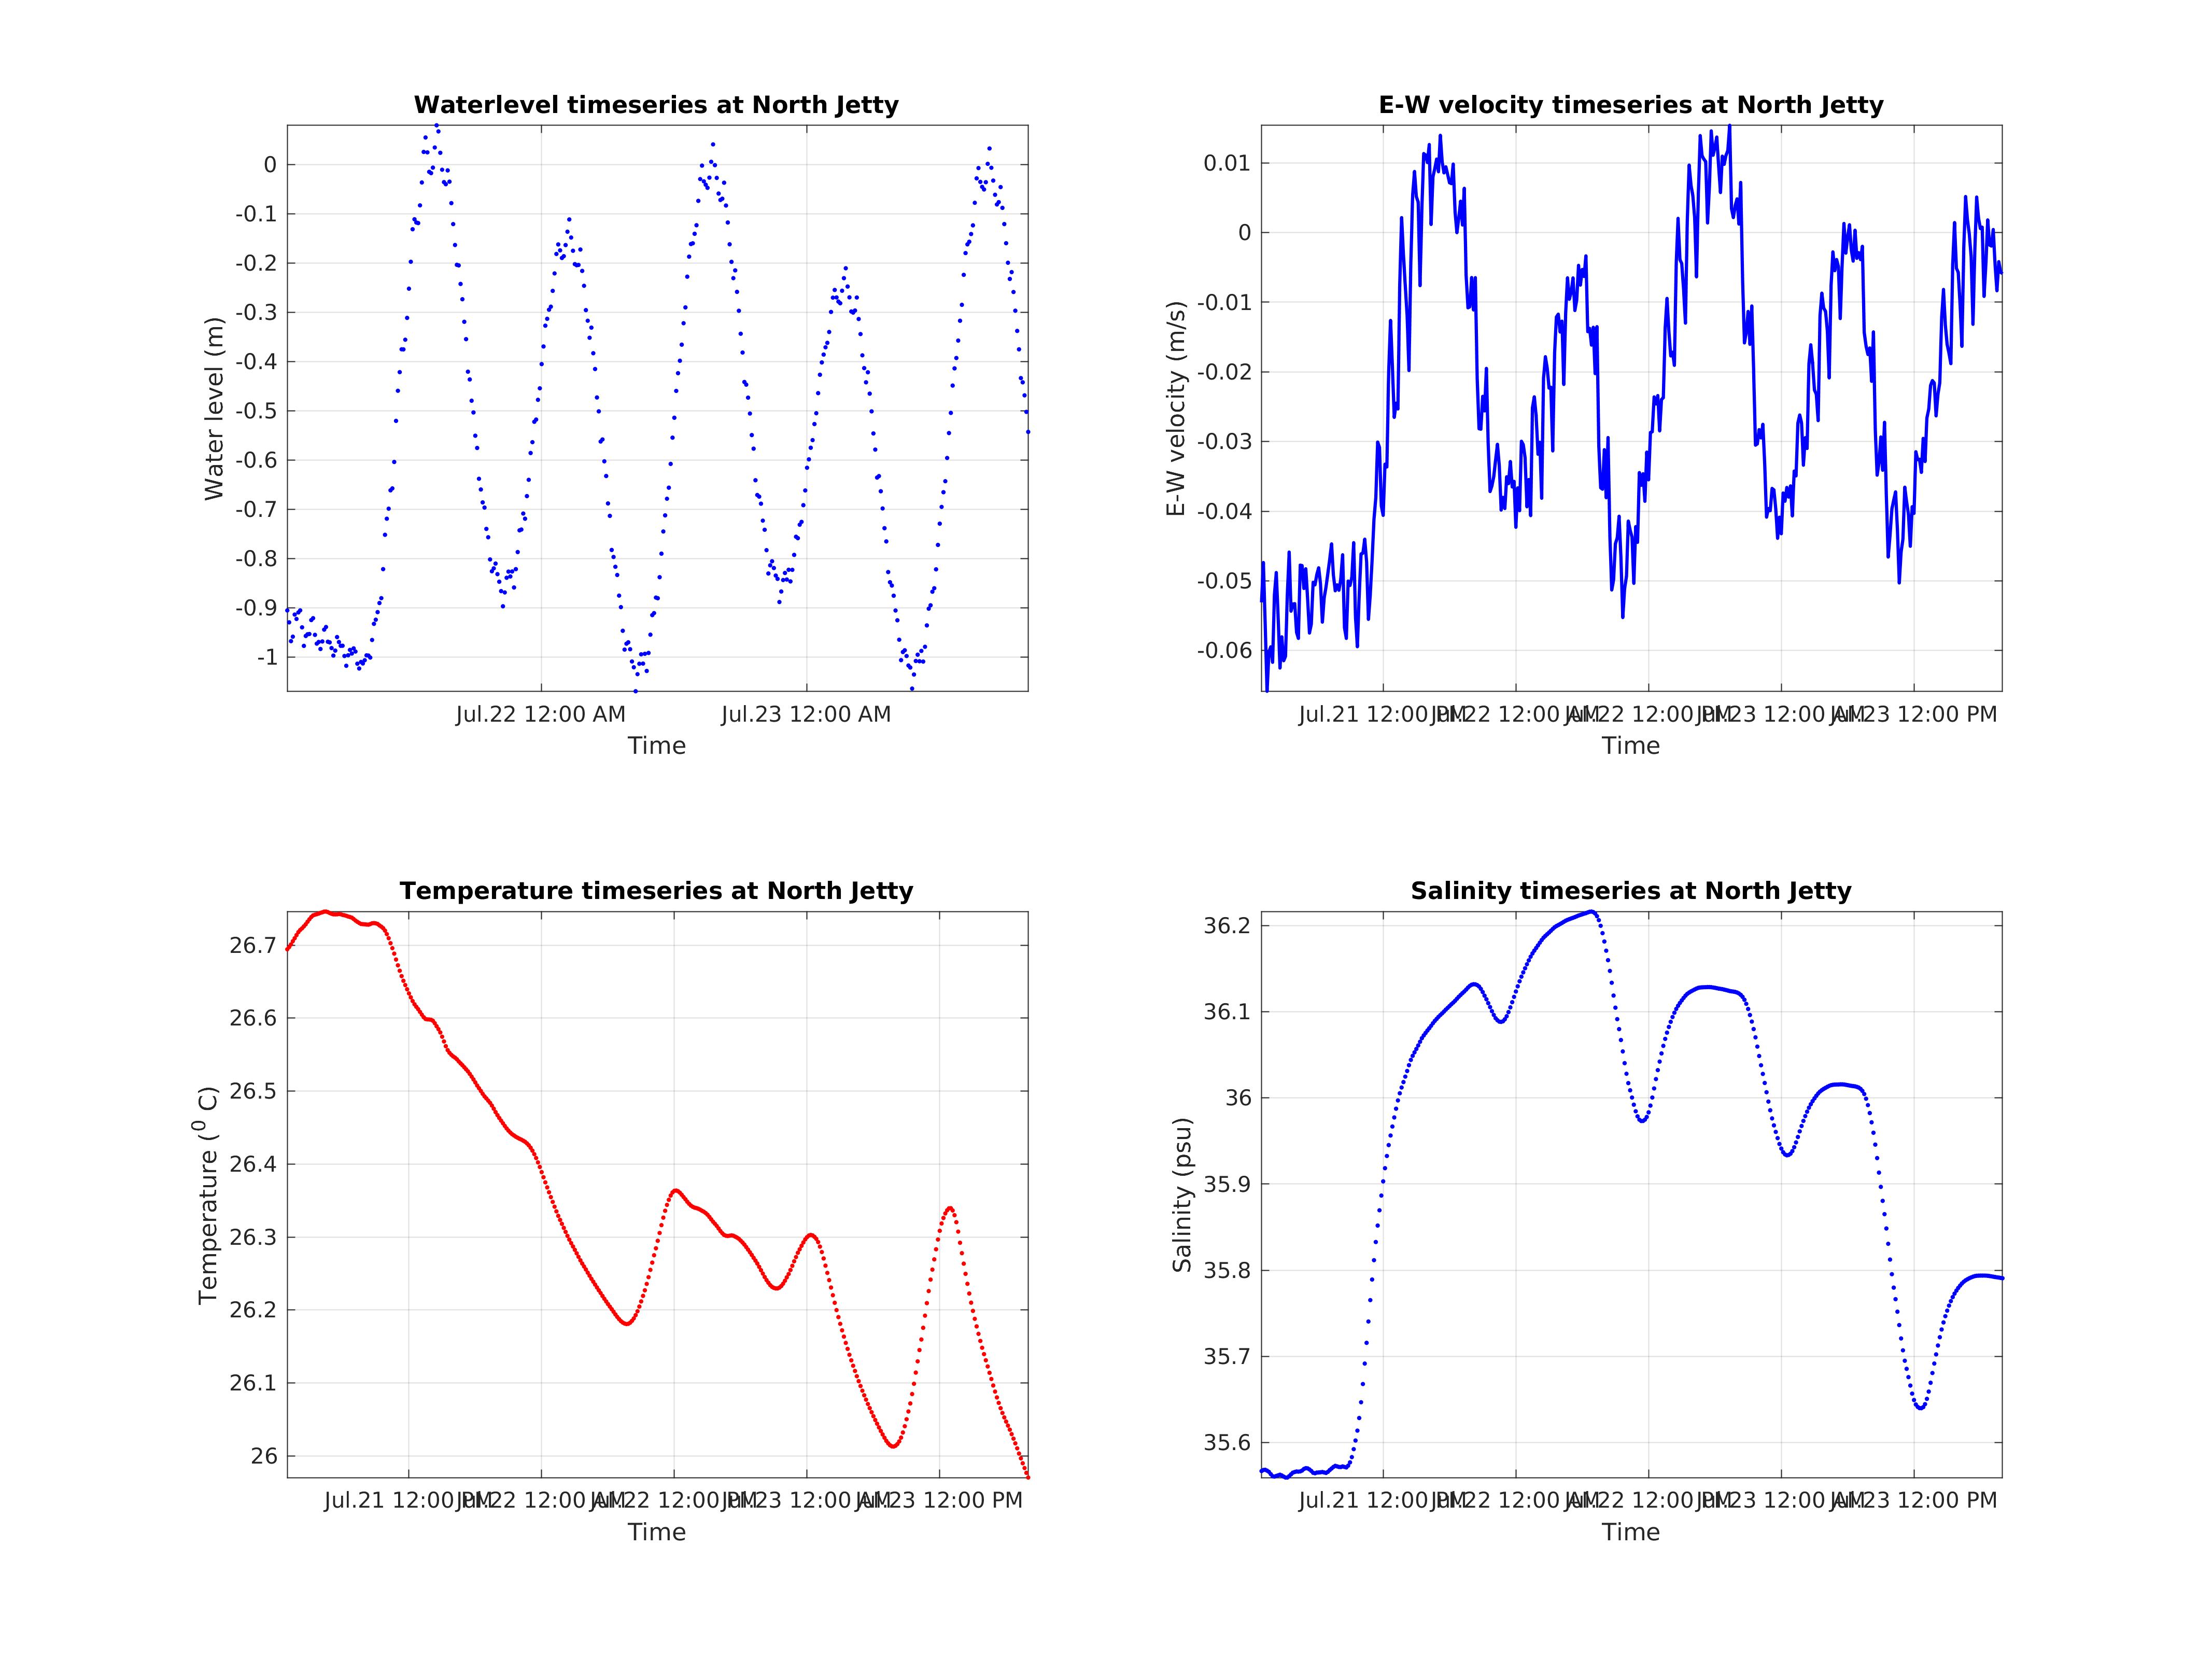 Waterlevel timeseries at North Jetty
Water level (m)
0
-0.1
-0.2
-0.3
-0.4
-0.5
-0.6
-0.7
-0.8
-0.9
-1
Jul.22 12:00 AM Jul.23 12:00 AM
Time
E-W velocity timeseries at North Jetty
E-W velocity (m/s)
0.01
0
-0.01
-0.02
-0.03
-0.04
-0.05
-0.06
Jul.21 12:00 PM Jul.22 12:00 AM Jul.22 12:00 PM Jul.23 12:00 AM Jul.23 12:00 PM
Time
Temperature timeseries at North Jetty
Temperature (⁰ C)
26.7
26.6
26.5
26.4
26.3
26.2
26.1
26
Jul.21 12:00 PM Jul.22 12:00 AM Jul.22 12:00 PM Jul.23 12:00 AM Jul.23 12:00 PM
Time
Salinity timeseries at North Jetty
Salinity (psu)
36.2
36.1
36
35.9
35.8
35.7
35.6
Jul.21 12:00 PM Jul.22 12:00 AM Jul.22 12:00 PM Jul.23 12:00 AM Jul.23 12:00 PM
Time